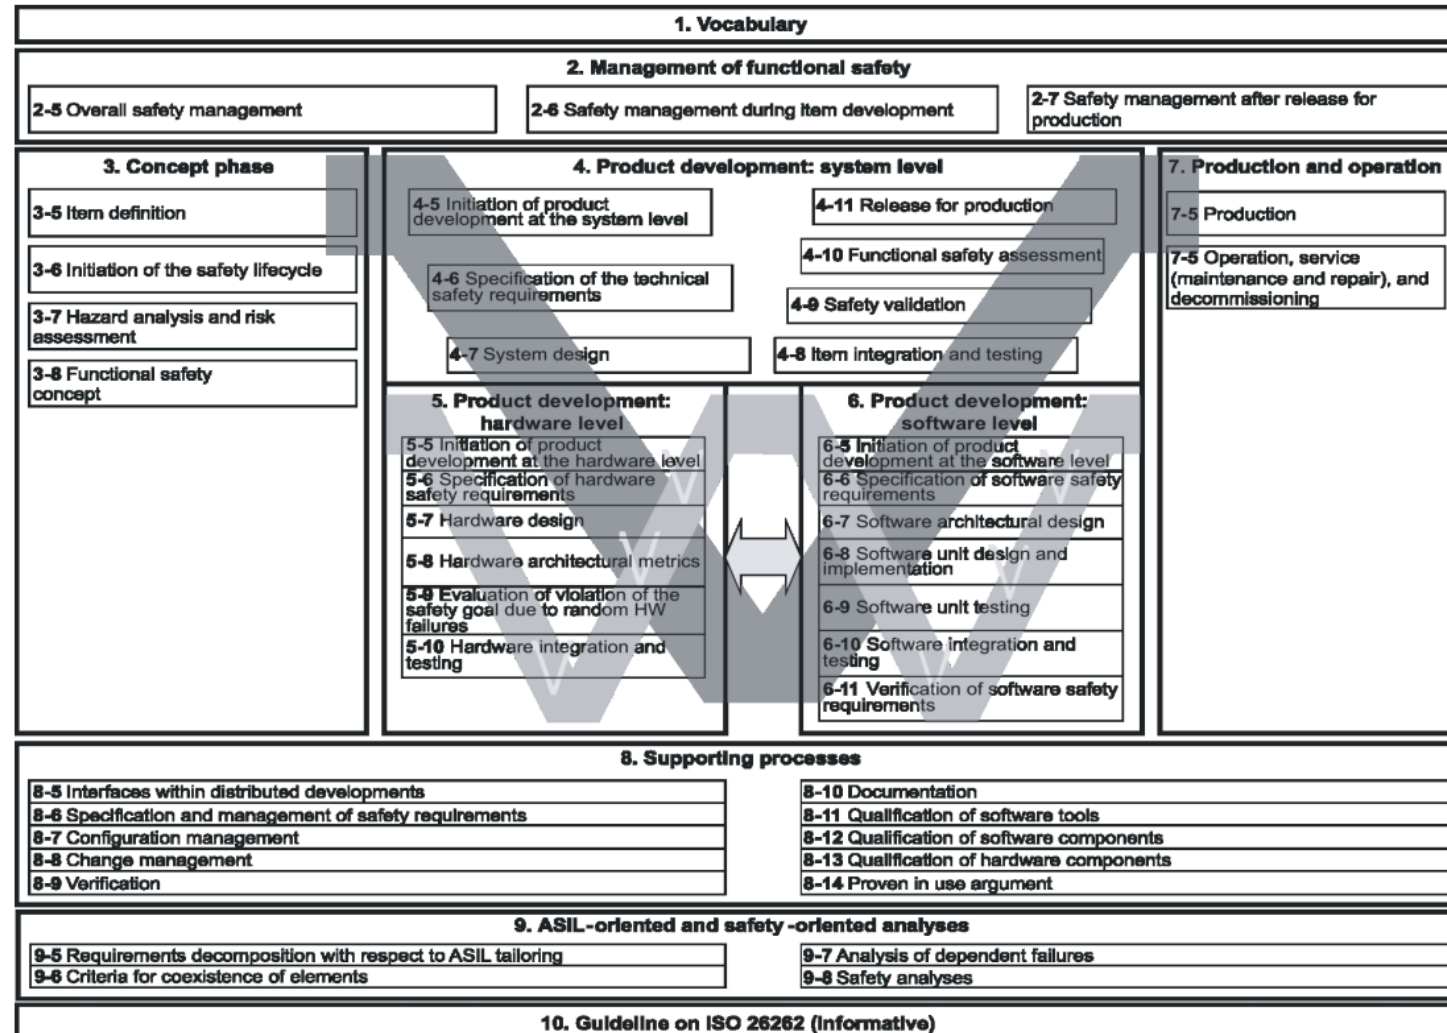 1. Vocabulary
2. Management of functional safety
2-5 Overall safety management
2-6 Safety management during item development
2-7 Safety management after release for
production
3. Concept phase
3-5 Item definition
3-6 Initiation of the safety lifecycle
3-7 Hazard analysis and risk
assessment
3-8 Functional safety
concept
4. Product development: system level
4-5 Initiation of product
development at the system level
4-6 Specification of the technical
safety requirements
4-7 System design
4-11 Release for production
4-10 Functional safety assessment
4-9 Safety validation
4-8 Item integration and testing
7. Production and operation
7-5 Production
7-5 Operation, service
(maintenance and repair), and
decommissioning
5. Product development:
hardware level
5-5 Initiation of product
development at the hardware level
5-6 Specification of hardware
safety requirements
5-7 Hardware design
5-8 Hardware architectural metrics
5-9 Evaluation of violation of the
safety goal due to random HW
failures
5-10 Hardware integration and
testing
6. Product development:
software level
6-5 Initiation of product
development at the software level
6-6 Specification of software safety
requirements
6-7 Software architectural design
6-8 Software unit design and
implementation
6-9 Software unit testing
6-10 Software integration and
testing
6-11 Verification of software safety
requirements
8. Supporting processes
8-5 Interfaces within distributed developments
8-6 Specification and management of safety requirements
8-7 Configuration management
8-8 Change management
8-9 Verification
8-10 Documentation
8-11 Qualification of software tools
8-12 Qualification of software components
8-13 Qualification of hardware components
8-14 Proven in use argument
9. ASIL-oriented and safety -oriented analyses
9-5 Requirements decomposition with respect to ASIL tailoring
9-6 Criteria for coexistence of elements
9-7 Analysis of dependent failures
9-8 Safety analyses
10. Guideline on ISO 26262 (informative)